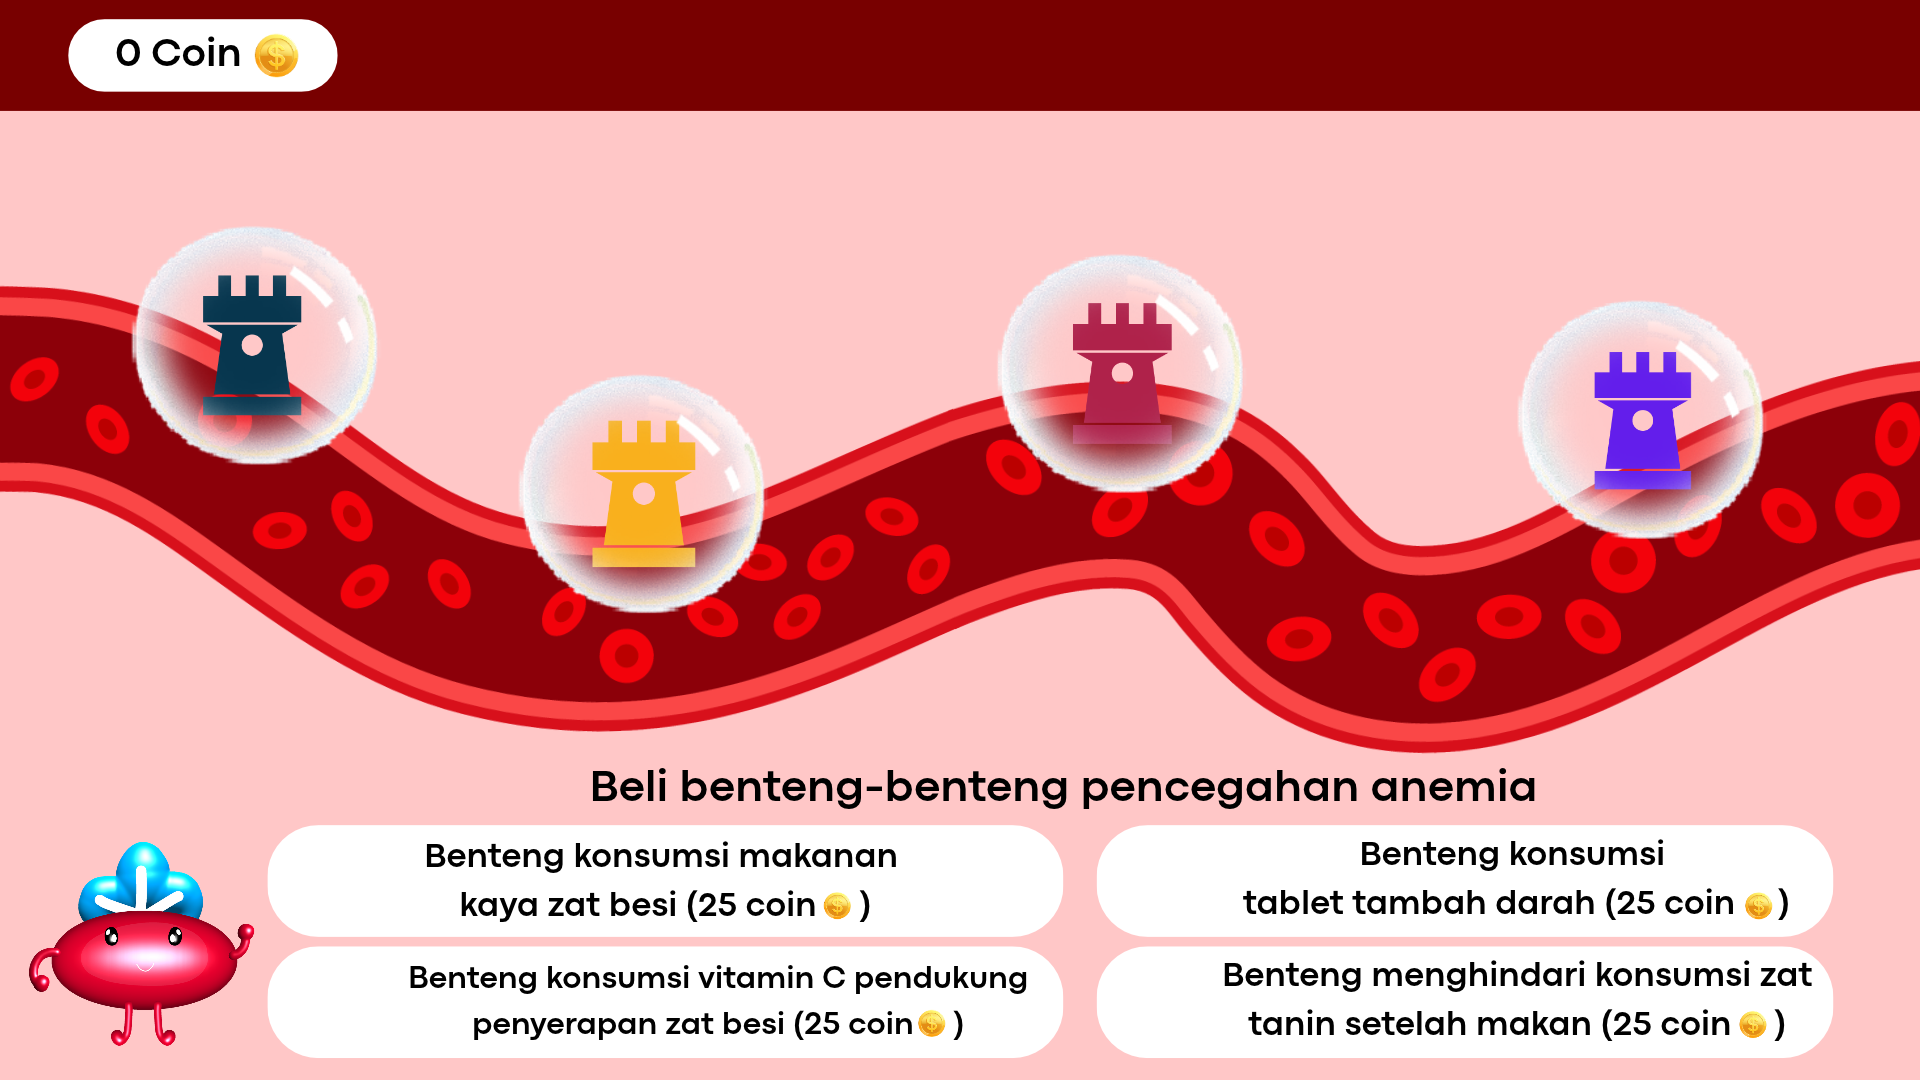 0 Coin
Beli benteng-benteng pencegahan anemia
Benteng konsumsi makanan
kaya zat besi (25 coin )
Benteng konsumsi
tablet tambah darah (25 coin )
Benteng konsumsi vitamin C pendukung
penyerapan zat besi (25 coin )
Benteng menghindari konsumsi zat
tanin setelah makan (25 coin )